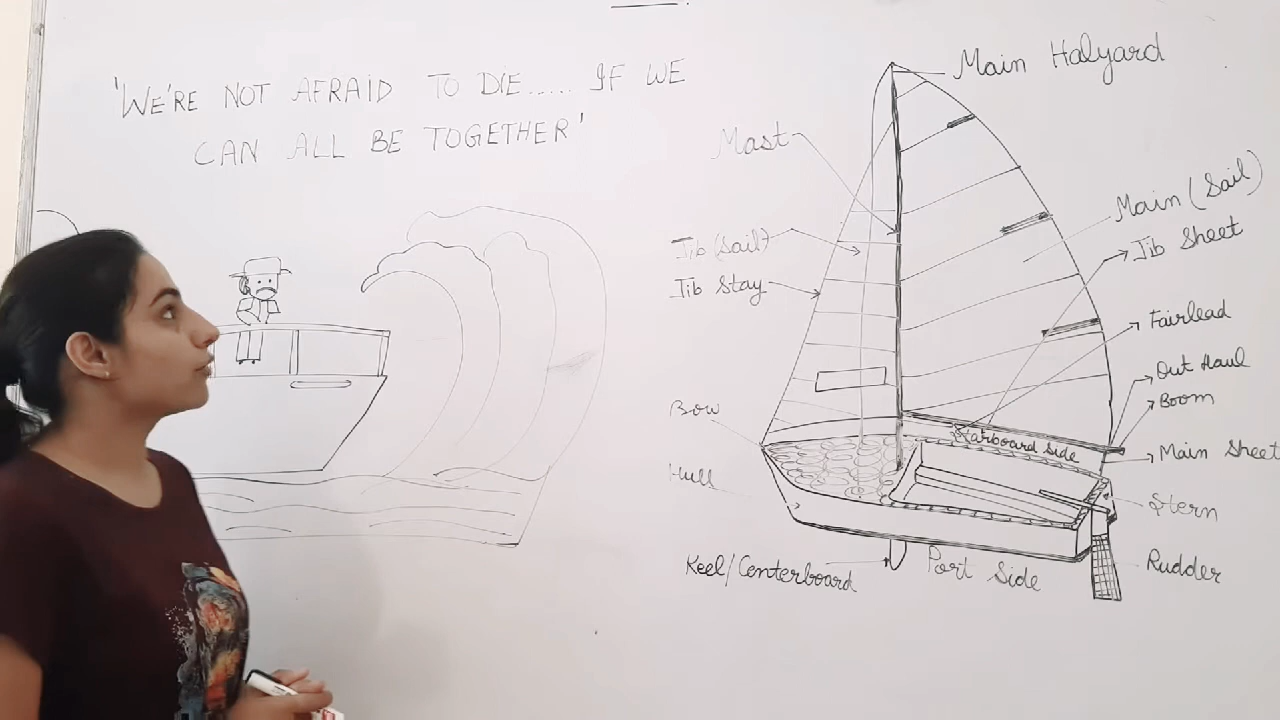 'WE'RE NOT AFRAID TO DIE..... IF WE
CAN ALL BE TOGETHER'
Main Halyard
Mast
Main (Sail)
Jib (Sail)
Jib Sheet
Jib Stay
Fairlead
Out Haul
Boom
Bow
Starboard Side
Main Sheet
Hull
Stern
Keel/Centerboard
Port Side
Rudder